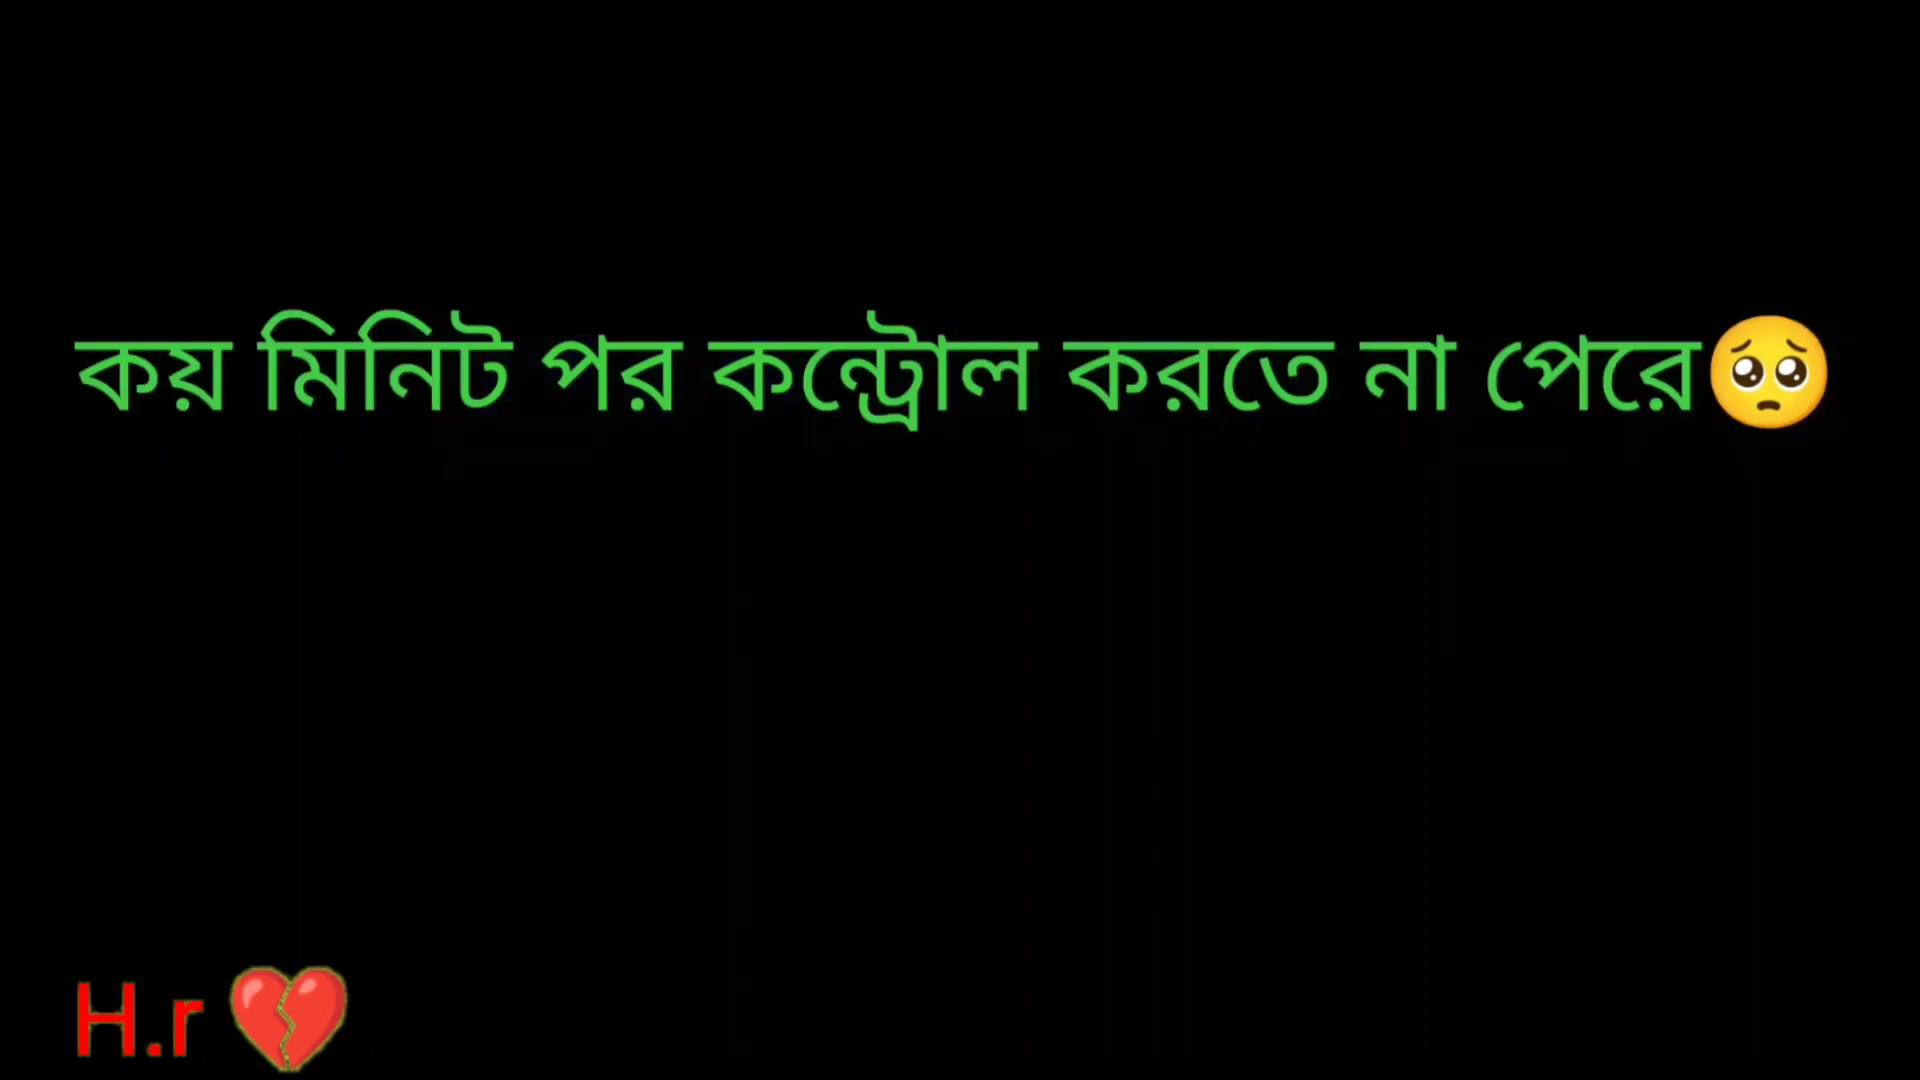 কয় মিনিট পর কন্ট্রোল করতে না পেরে🥺
H.r 💔